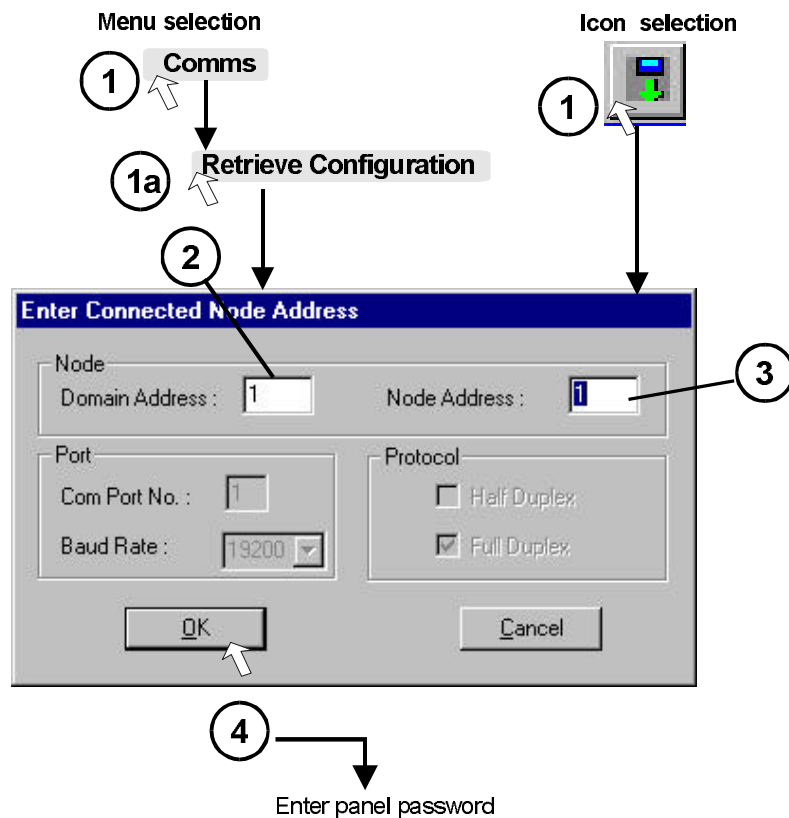 Menu selection
Icon selection
1 Comms
1
1a Retrieve Configuration
2
Enter Connected Node Address
Node
Domain Address : 1 Node Address : 1
3
Port
Protocol
Com Port No. : 1
Half Duplex
Baud Rate : 19200
Full Duplex
OK
Cancel
4
Enter panel password